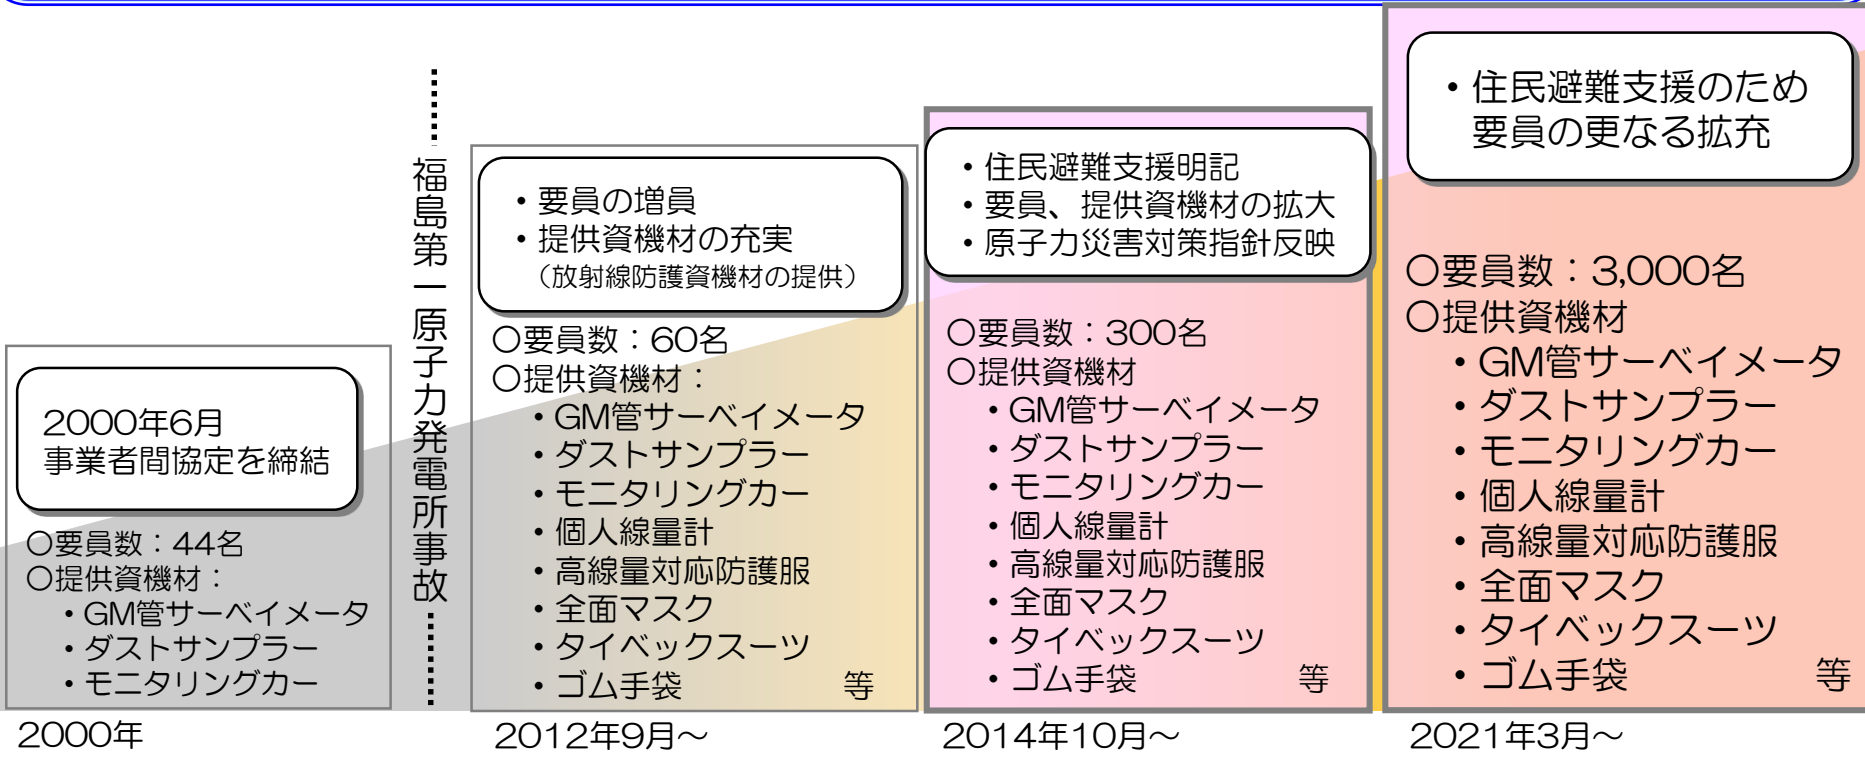 2000年6月
事業者間協定を締結
〇要員数：44名
〇提供資機材：
・GM管サーベイメータ
・ダストサンプラー
・モニタリングカー
2000年
福島第一原子力発電所事故
・要員の増員
・提供資機材の充実
（放射線防護資機材の提供）
〇要員数：60名
〇提供資機材：
・GM管サーベイメータ
・ダストサンプラー
・モニタリングカー
・個人線量計
・高線量対応防護服
・全面マスク
・タイベックスーツ
・ゴム手袋 等
2012年9月～
・住民避難支援明記
・要員、提供資機材の拡大
・原子力災害対策指針反映
〇要員数：300名
〇提供資機材
・GM管サーベイメータ
・ダストサンプラー
・モニタリングカー
・個人線量計
・高線量対応防護服
・全面マスク
・タイベックスーツ
・ゴム手袋 等
2014年10月～
・住民避難支援のため
要員の更なる拡充
〇要員数：3,000名
〇提供資機材
・GM管サーベイメータ
・ダストサンプラー
・モニタリングカー
・個人線量計
・高線量対応防護服
・全面マスク
・タイベックスーツ
・ゴム手袋 等
2021年3月～